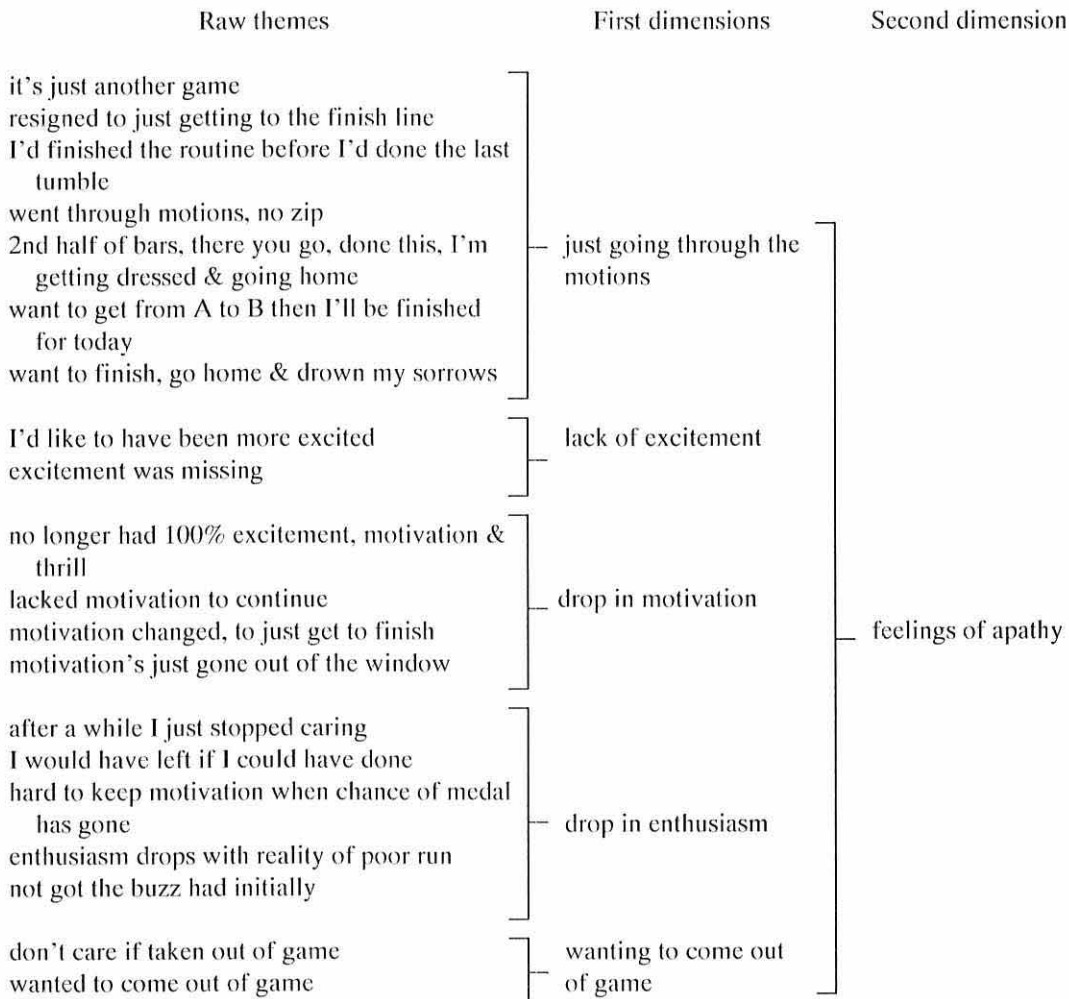 Raw themes First dimensions Second dimension
it's just another game
resigned to just getting to the finish line
I'd finished the routine before I'd done the last
tumble
went through motions, no zip
2nd half of bars, there you go, done this, I'm
getting dressed & going home
want to get from A to B then I'll be finished
for today
want to finish, go home & drown my sorrows
just going through the
motions
I'd like to have been more excited
excitement was missing
lack of excitement
no longer had 100% excitement, motivation &
thrill
lacked motivation to continue
motivation changed, to just get to finish
motivation's just gone out of the window
drop in motivation
after a while I just stopped caring
I would have left if I could have done
hard to keep motivation when chance of medal
has gone
enthusiasm drops with reality of poor run
not got the buzz had initially
drop in enthusiasm
don't care if taken out of game
wanted to come out of game
wanting to come out
of game
feelings of apathy